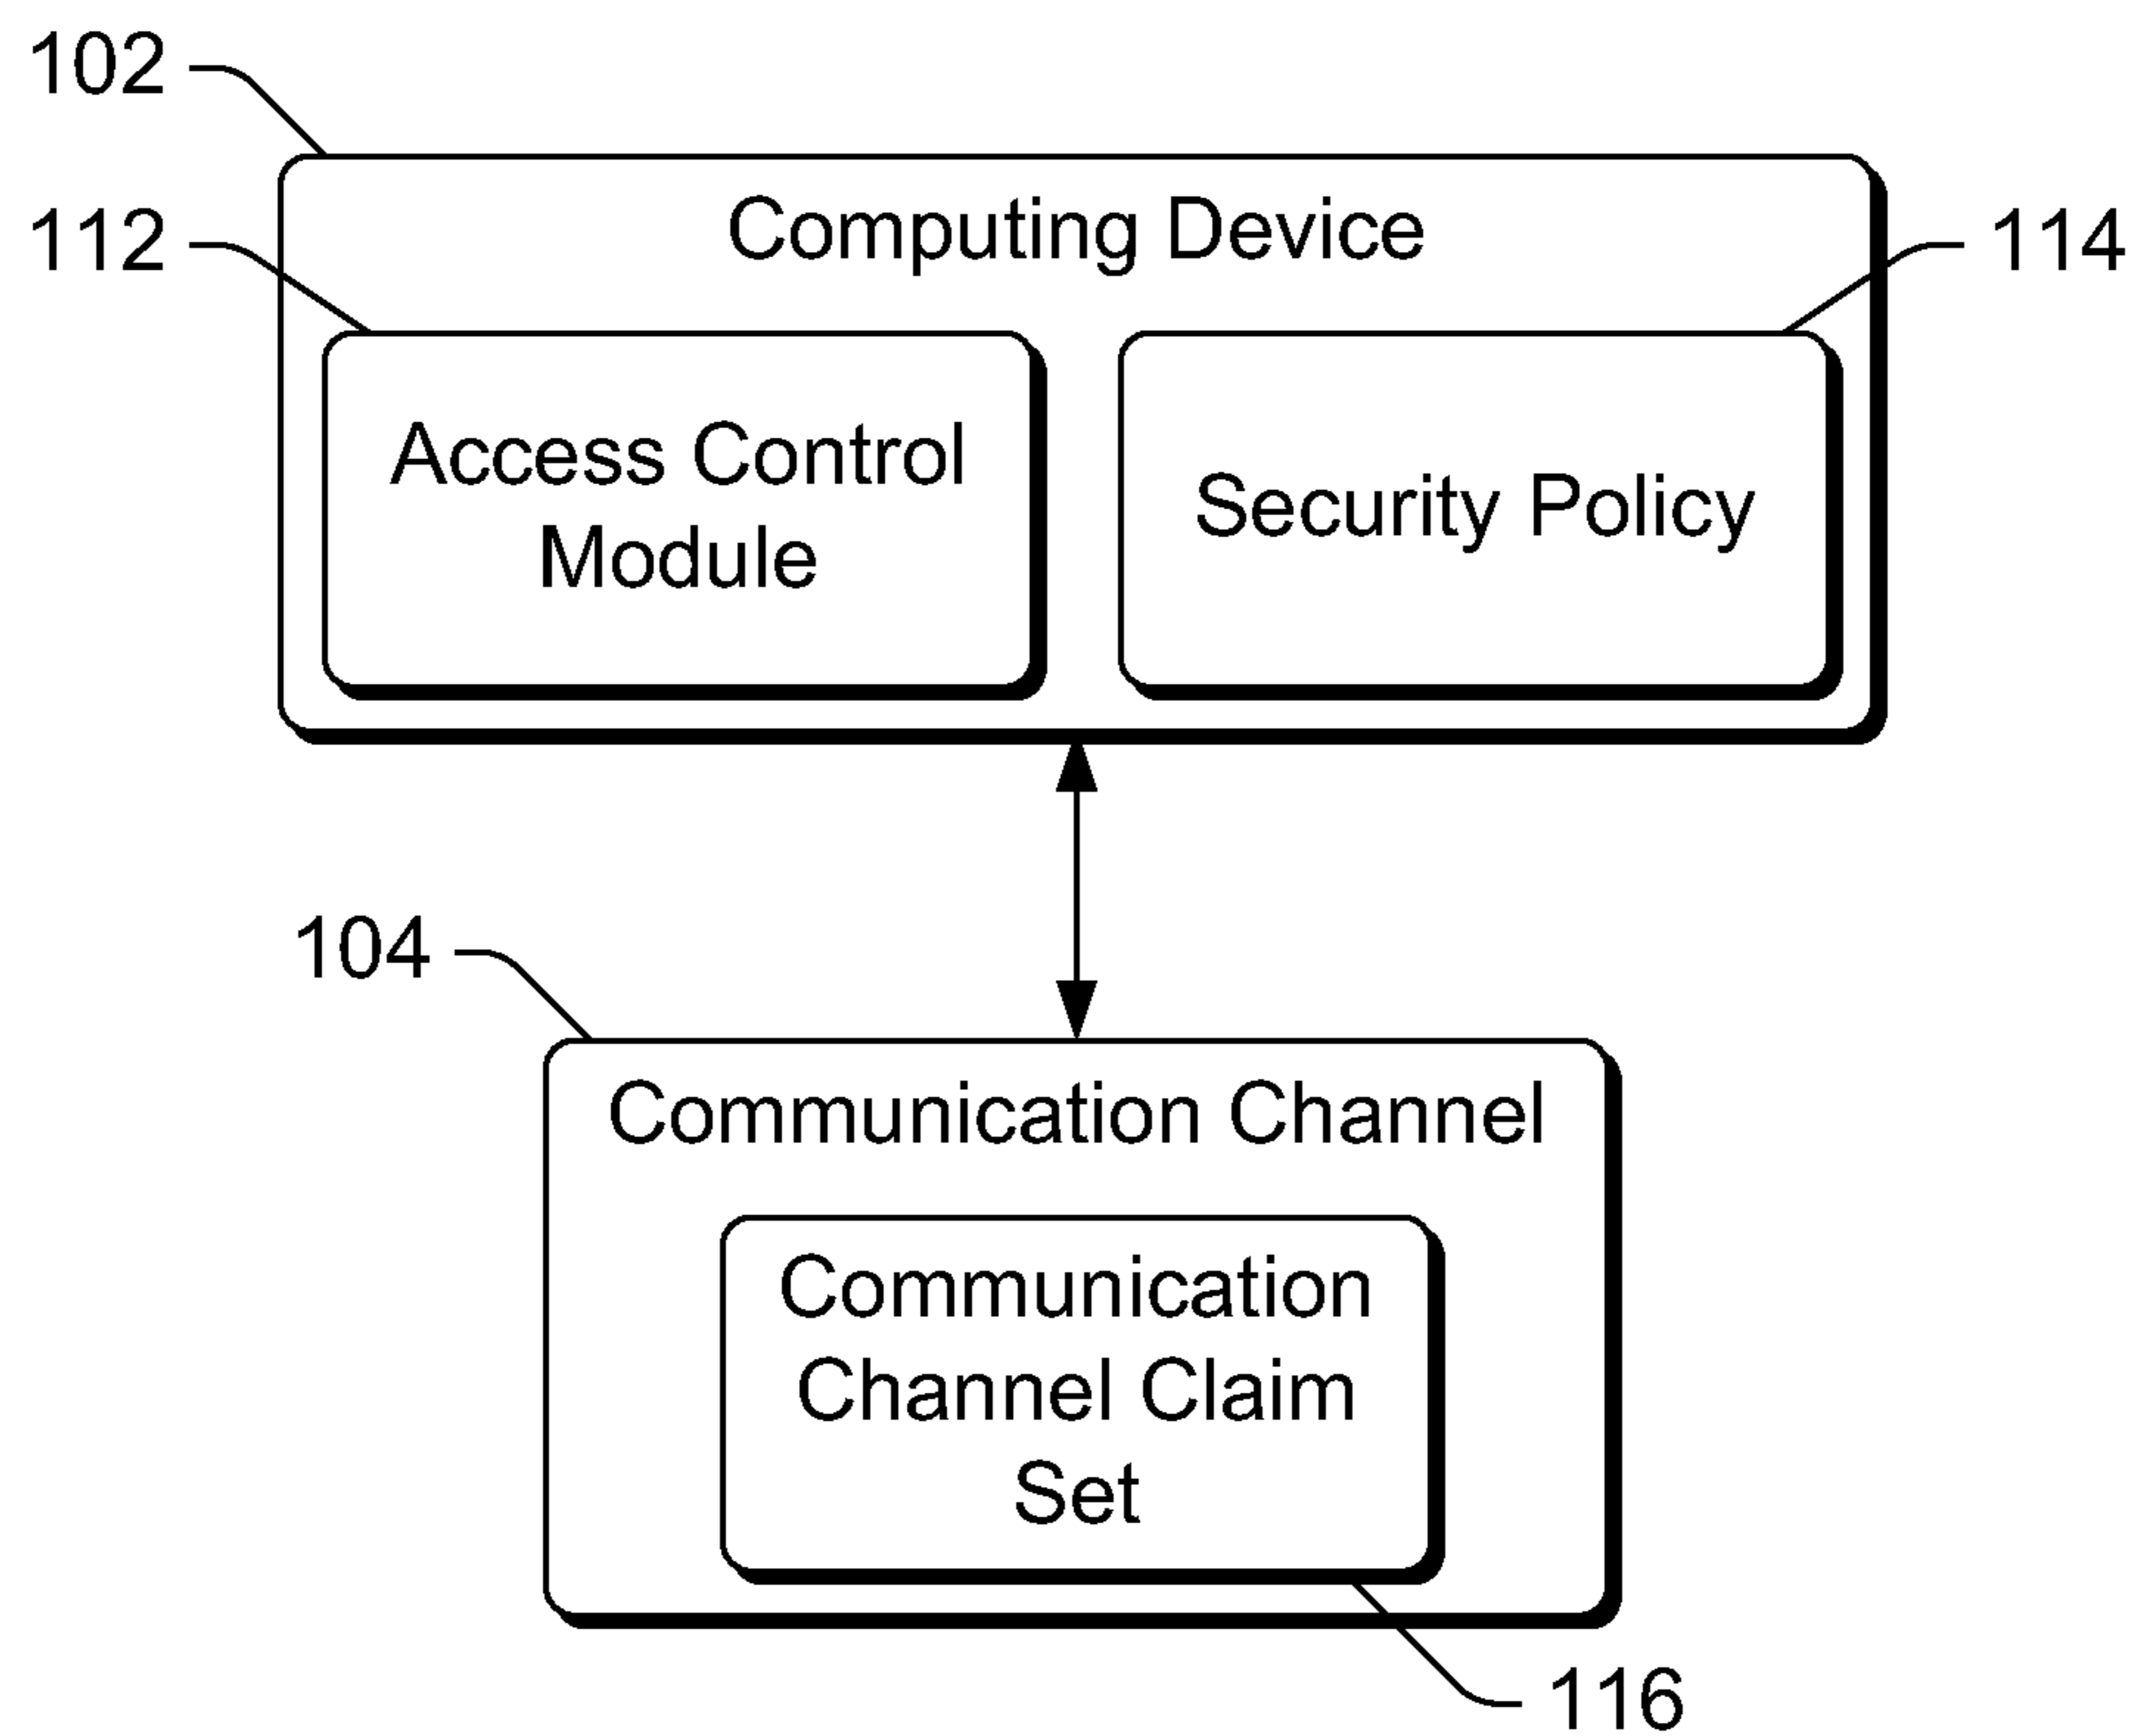 102
Computing Device
112
114
Access Control
Module
Security Policy
104
Communication Channel
Communication
Channel Claim
Set
116